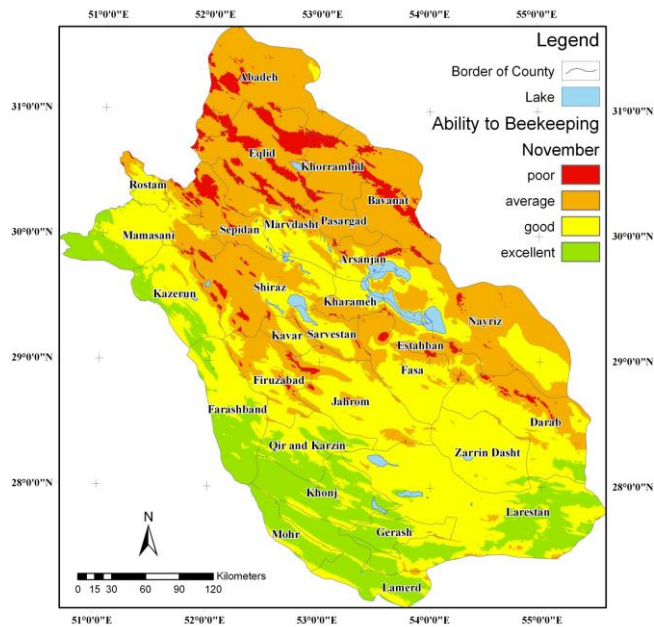 51°0'0"N
52°0'0"N
53°0'0"N
54°0'0"N
55°0'0"N
31°0'0"N
30°0'0"N
29°0'0"N
28°0'0"N
31°0'0"N
30°0'0"N
29°0'0"N
28°0'0"N
Legend
Border of County
Lake
Ability to Beekeeping
November
poor
average
good
excellent
Abadeh
Eqlid
Khorrambid
Rostam
Bavanat
Sepidan
Marvdasht
Pasargad
Mamasani
Arsanjan
Kazerun
Shiraz
Kharameh
Nayriz
Kavar
Sarvestan
Estahban
Fasa
Firuzabad
Farashband
Jahrom
Darab
Qir and Karzin
Zarrin Dasht
Khonj
Larestan
Mohr
Gerash
Lamerd
N
0 15 30 60 90 120
Kilometers
51°0'0"N
52°0'0"N
53°0'0"N
54°0'0"N
55°0'0"N